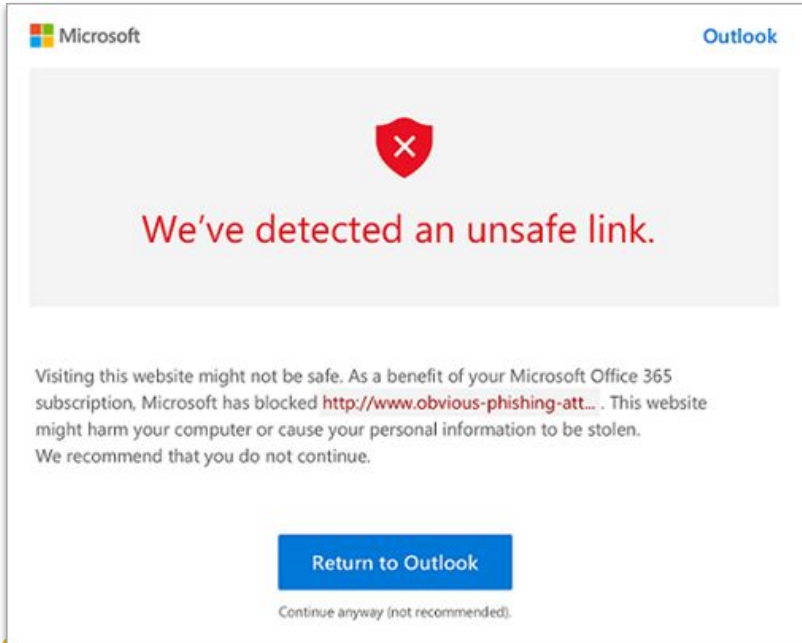 Microsoft
Outlook
We've detected an unsafe link.
Visiting this website might not be safe. As a benefit of your Microsoft Office 365
subscription, Microsoft has blocked http://www.obvious-phishing-att... . This website
might harm your computer or cause your personal information to be stolen.
We recommend that you do not continue.
Return to Outlook
Continue anyway (not recommended).